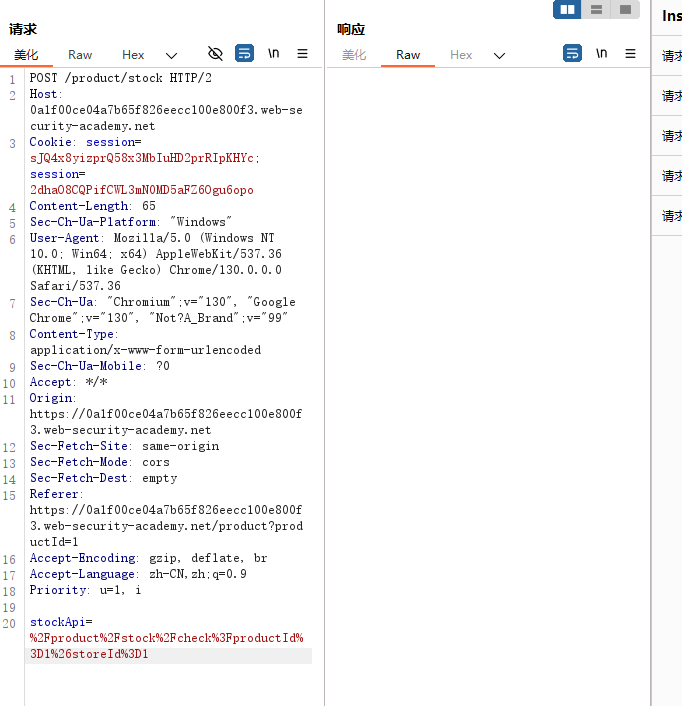 Ins
请求
响应
美化 Raw Hex \n
美化 Raw Hex \n
请求
请求
请求
请求
请求
1 POST /product/stock HTTP/2
2 Host:
0a1f00ce04a7b65f826eecc100e800f3.web-se
curity-academy.net
3 Cookie: session=
sJQ4x8yizprQ58x3MbIuHD2prRIpKHYc;
session=
2dha08CQPifCWL3mN0MD5aFZ6Ogu6opo
4 Content-Length: 65
5 Sec-Ch-Ua-Platform: "Windows"
6 User-Agent: Mozilla/5.0 (Windows NT
10.0; Win64; x64) AppleWebKit/537.36
(KHTML, like Gecko) Chrome/130.0.0.0
Safari/537.36
7 Sec-Ch-Ua: "Chromium";v="130", "Google
Chrome";v="130", "Not?A_Brand";v="99"
8 Content-Type:
application/x-www-form-urlencoded
9 Sec-Ch-Ua-Mobile: ?0
10 Accept: */*
11 Origin:
https://0a1f00ce04a7b65f826eecc100e800f
3.web-security-academy.net
12 Sec-Fetch-Site: same-origin
13 Sec-Fetch-Mode: cors
14 Sec-Fetch-Dest: empty
15 Referer:
https://0a1f00ce04a7b65f826eecc100e800f
3.web-security-academy.net/product?prod
uctId=1
16 Accept-Encoding: gzip, deflate, br
17 Accept-Language: zh-CN,zh;q=0.9
18 Priority: u=1, i
19
20 stockApi=
%2Fproduct%2Fstock%2Fcheck%3FproductId%
3D1%26storeId%3D1